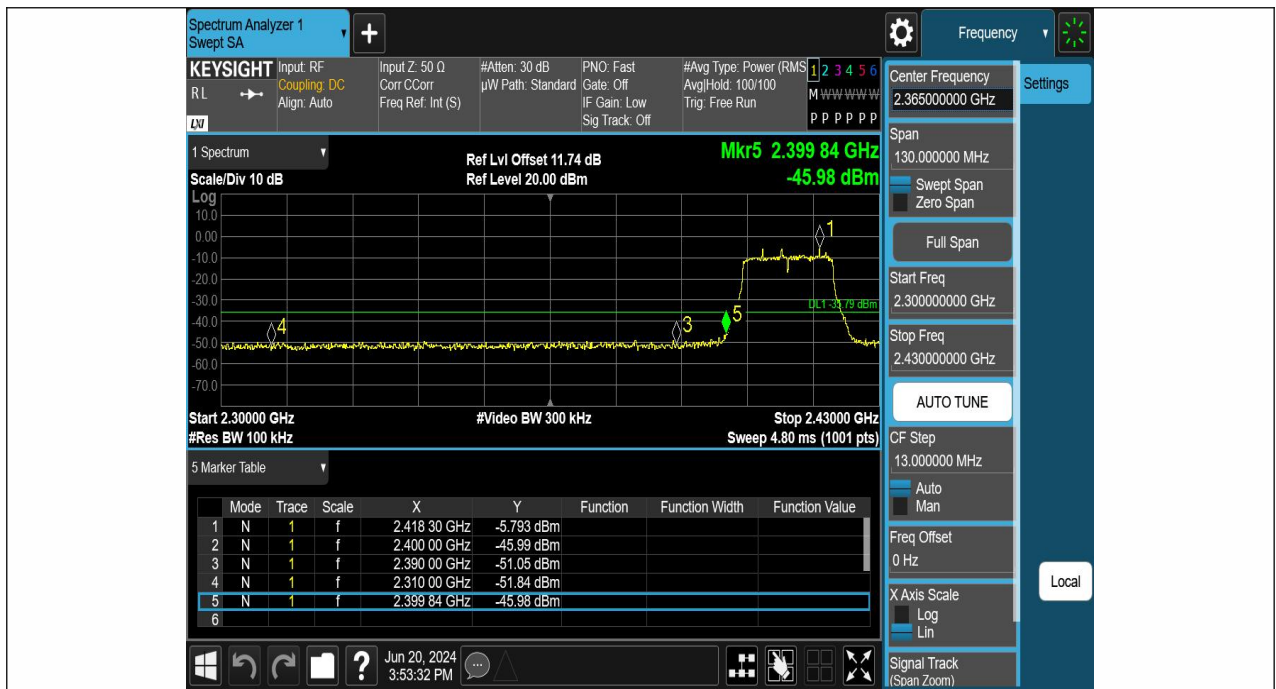 Spectrum Analyzer 1
Swept SA
+
Frequency
KEYSIGHT
RL
LXI
Input: RF
Coupling: DC
Align: Auto
Input Z: 50 Ω
Corr CCorr
Freq Ref: Int (S)
#Atten: 30 dB
µW Path: Standard
PNO: Fast
Gate: Off
IF Gain: Low
Sig Track: Off
#Avg Type: Power (RMS
Avg|Hold: 100/100
Trig: Free Run
1 2 3 4 5 6
M W W W W W
P P P P P P
1 Spectrum
Scale/Div 10 dB
Ref Lvl Offset 11.74 dB
Ref Level 20.00 dBm
Mkr5 2.399 84 GHz
-45.98 dBm
Log
10.0
0.00
-10.0
-20.0
-30.0
-40.0
-50.0
-60.0
-70.0
1
DL1 -35.79 dBm
4
3
5
Start 2.30000 GHz
#Video BW 300 kHz
Stop 2.43000 GHz
#Res BW 100 kHz
Sweep 4.80 ms (1001 pts)
5 Marker Table
Mode Trace Scale X Y Function Function Width Function Value
1 N 1 f 2.418 30 GHz -5.793 dBm
2 N 1 f 2.400 00 GHz -45.99 dBm
3 N 1 f 2.390 00 GHz -51.05 dBm
4 N 1 f 2.310 00 GHz -51.84 dBm
5 N 1 f 2.399 84 GHz -45.98 dBm
6
?
Jun 20, 2024
3:53:32 PM
Center Frequency
2.365000000 GHz
Span
130.000000 MHz
Swept Span
Zero Span
Full Span
Start Freq
2.300000000 GHz
Stop Freq
2.430000000 GHz
AUTO TUNE
CF Step
13.000000 MHz
Auto
Man
Freq Offset
0 Hz
X Axis Scale
Log
Lin
Signal Track
(Span Zoom)
Settings
Local